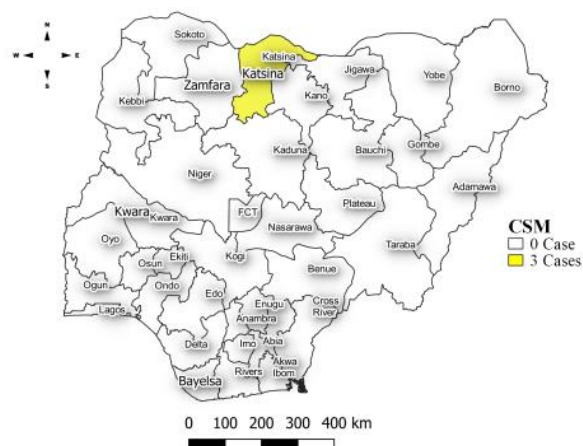 N
W E
S
Sokoto
Katsina
Katsina
Jigawa
Yobe
Borno
Zamfara
Kebbi
Kano
Kaduna
Bauchi
Gombe
Niger
Adamawa
Kwara
Kwara
FCT
Plateau
Nasarawa
Oyo
Taraba
Osun
Ekiti
Kogi
Benue
Ogun
Ondo
Edo
Enugu
Cross
River
Lagos
Anambra
Delta
Imo
Abia
Akwa
Ibom
Bayelsa
Rivers
CSM
0 Case
3 Cases
0 100 200 300 400 km